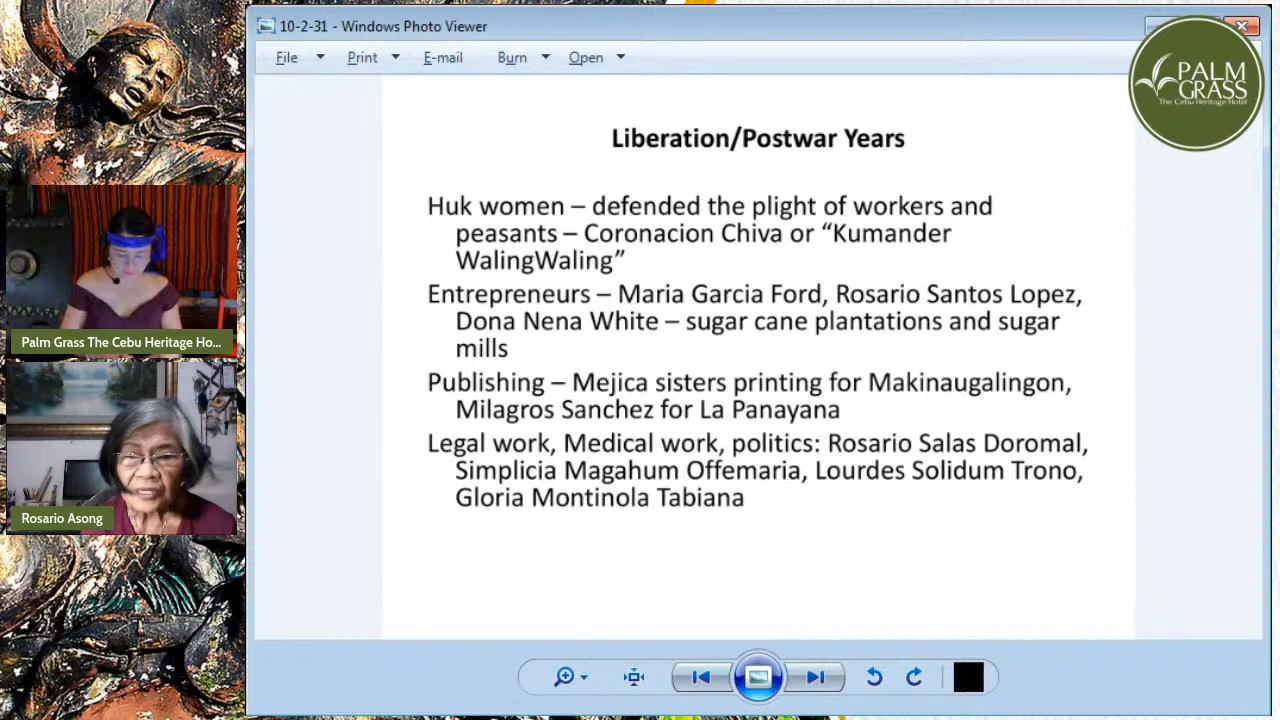 10-2-31 - Windows Photo Viewer
File
Print
E-mail
Burn
Open
PALM
GRASS
The Cebu Heritage Hotel
Liberation/Postwar Years
Huk women – defended the plight of workers and
peasants – Coronacion Chiva or “Kumander
WalingWaling”
Entrepreneurs – Maria Garcia Ford, Rosario Santos Lopez,
Dona Nena White – sugar cane plantations and sugar
mills
Publishing – Mejica sisters printing for Makinaugalingon,
Milagros Sanchez for La Panayana
Legal work, Medical work, politics: Rosario Salas Doromal,
Simplicia Magahum Offemaria, Lourdes Solidum Trono,
Gloria Montinola Tabiana
Palm Grass The Cebu Heritage Ho...
Rosario Asong